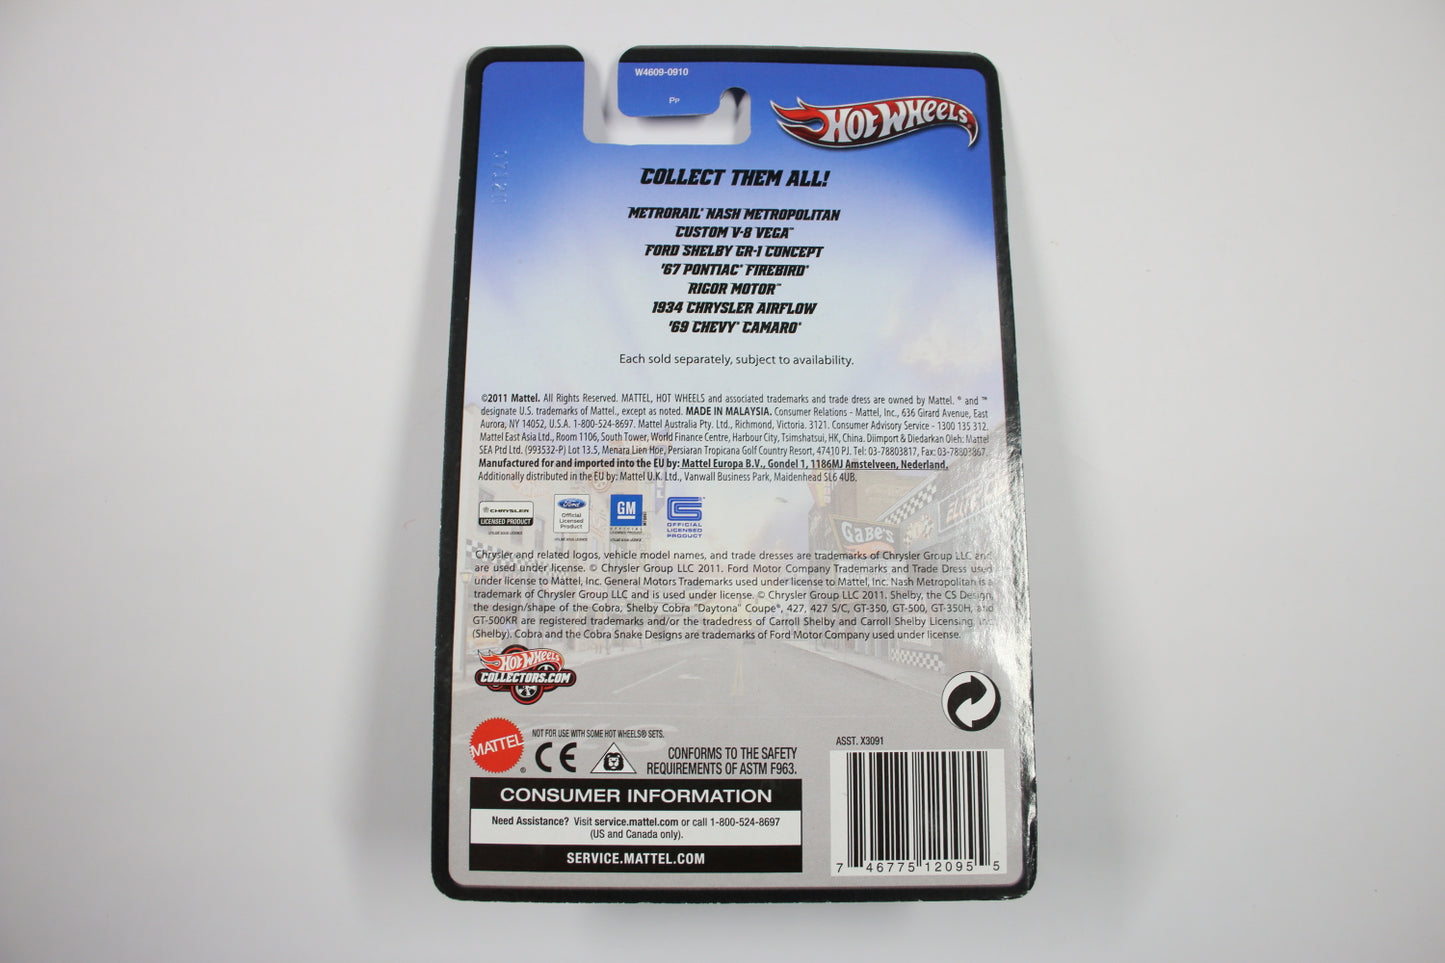 W4609-0910
PP
HOT WHEELS
COLLECT THEM ALL!
METRORAIL® NASH METROPOLITAN
CUSTOM V-8 VEGA™
FORD SHELBY GR-1 CONCEPT
'67 PONTIAC® FIREBIRD®
RIGOR MOTOR™
1934 CHRYSLER AIRFLOW
'69 CHEVY® CAMARO®
Each sold separately, subject to availability.
©2011 Mattel. All Rights Reserved. MATTEL, HOT WHEELS and associated trademarks and trade dress are owned by Mattel. ® and ™
designate U.S. trademarks of Mattel., except as noted. MADE IN MALAYSIA. Consumer Relations - Mattel, Inc., 636 Girard Avenue, East
Aurora, NY 14052, U.S.A. 1-800-524-8697. Mattel Australia Pty. Ltd., Richmond, Victoria. 3121. Consumer Advisory Service - 1300 135 312.
Mattel East Asia Ltd., Room 1106, South Tower, World Finance Centre, Harbour City, Tsimshatsui, HK, China. Diimport & Diedarkan Oleh: Mattel
SEA Ptd Ltd. (993532-P) Lot 13.5, Menara Lien Hoe, Persiaran Tropicana Golf Country Resort, 47410 PJ. Tel: 03-78803817, Fax: 03-78803867.
Manufactured for and imported into the EU by: Mattel Europa B.V., Gondel 1, 1186MJ Amstelveen, Nederland.
Additionally distributed in the EU by: Mattel U.K. Ltd., Vanwall Business Park, Maidenhead SL6 4UB.
CHRYSLER
LICENSED PRODUCT
Ford
Official
Licensed
Product
GM
OFFICIAL
LICENSED PRODUCT
CS
OFFICIAL
LICENSED
PRODUCT
GABE'S
Chrysler and related logos, vehicle model names, and trade dresses are trademarks of Chrysler Group LLC and
are used under license. © Chrysler Group LLC 2011. Ford Motor Company Trademarks and Trade Dress used
under license to Mattel, Inc. General Motors Trademarks used under license to Mattel, Inc. Nash Metropolitan is a
trademark of Chrysler Group LLC and is used under license. © Chrysler Group LLC 2011. Shelby, the CS Design,
the design/shape of the Cobra, Shelby Cobra "Daytona" Coupe®, 427, 427 S/C, GT-350, GT-500, GT-350H, and
GT-500KR are registered trademarks and/or the tradedress of Carroll Shelby and Carroll Shelby Licensing, Inc.
(Shelby). Cobra and the Cobra Snake Designs are trademarks of Ford Motor Company used under license.
HOT WHEELS
COLLECTORS.COM
MATTEL®
NOT FOR USE WITH SOME HOT WHEELS® SETS.
CE
CONFORMS TO THE SAFETY
REQUIREMENTS OF ASTM F963.
CONSUMER INFORMATION
Need Assistance? Visit service.mattel.com or call 1-800-524-8697
(US and Canada only).
SERVICE.MATTEL.COM
ASST. X3091
7 46775 12095 5